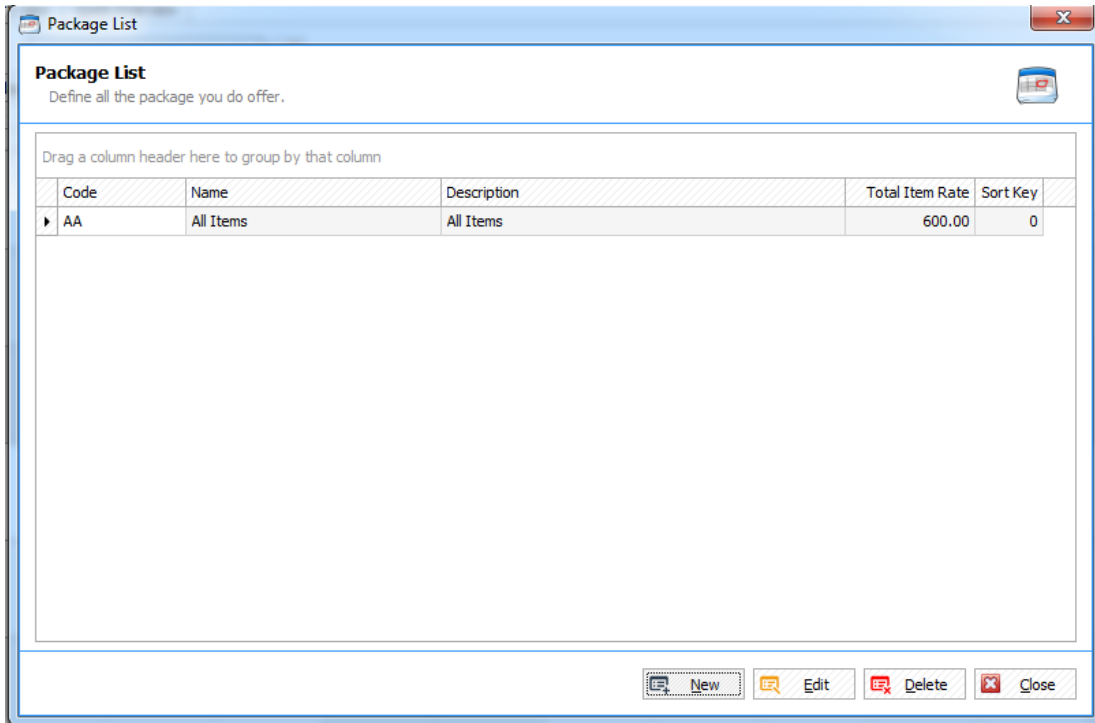 Package List
Package List
Define all the package you do offer.
Drag a column header here to group by that column
Code Name Description Total Item Rate Sort Key
AA All Items All Items 600.00 0
New Edit Delete Close